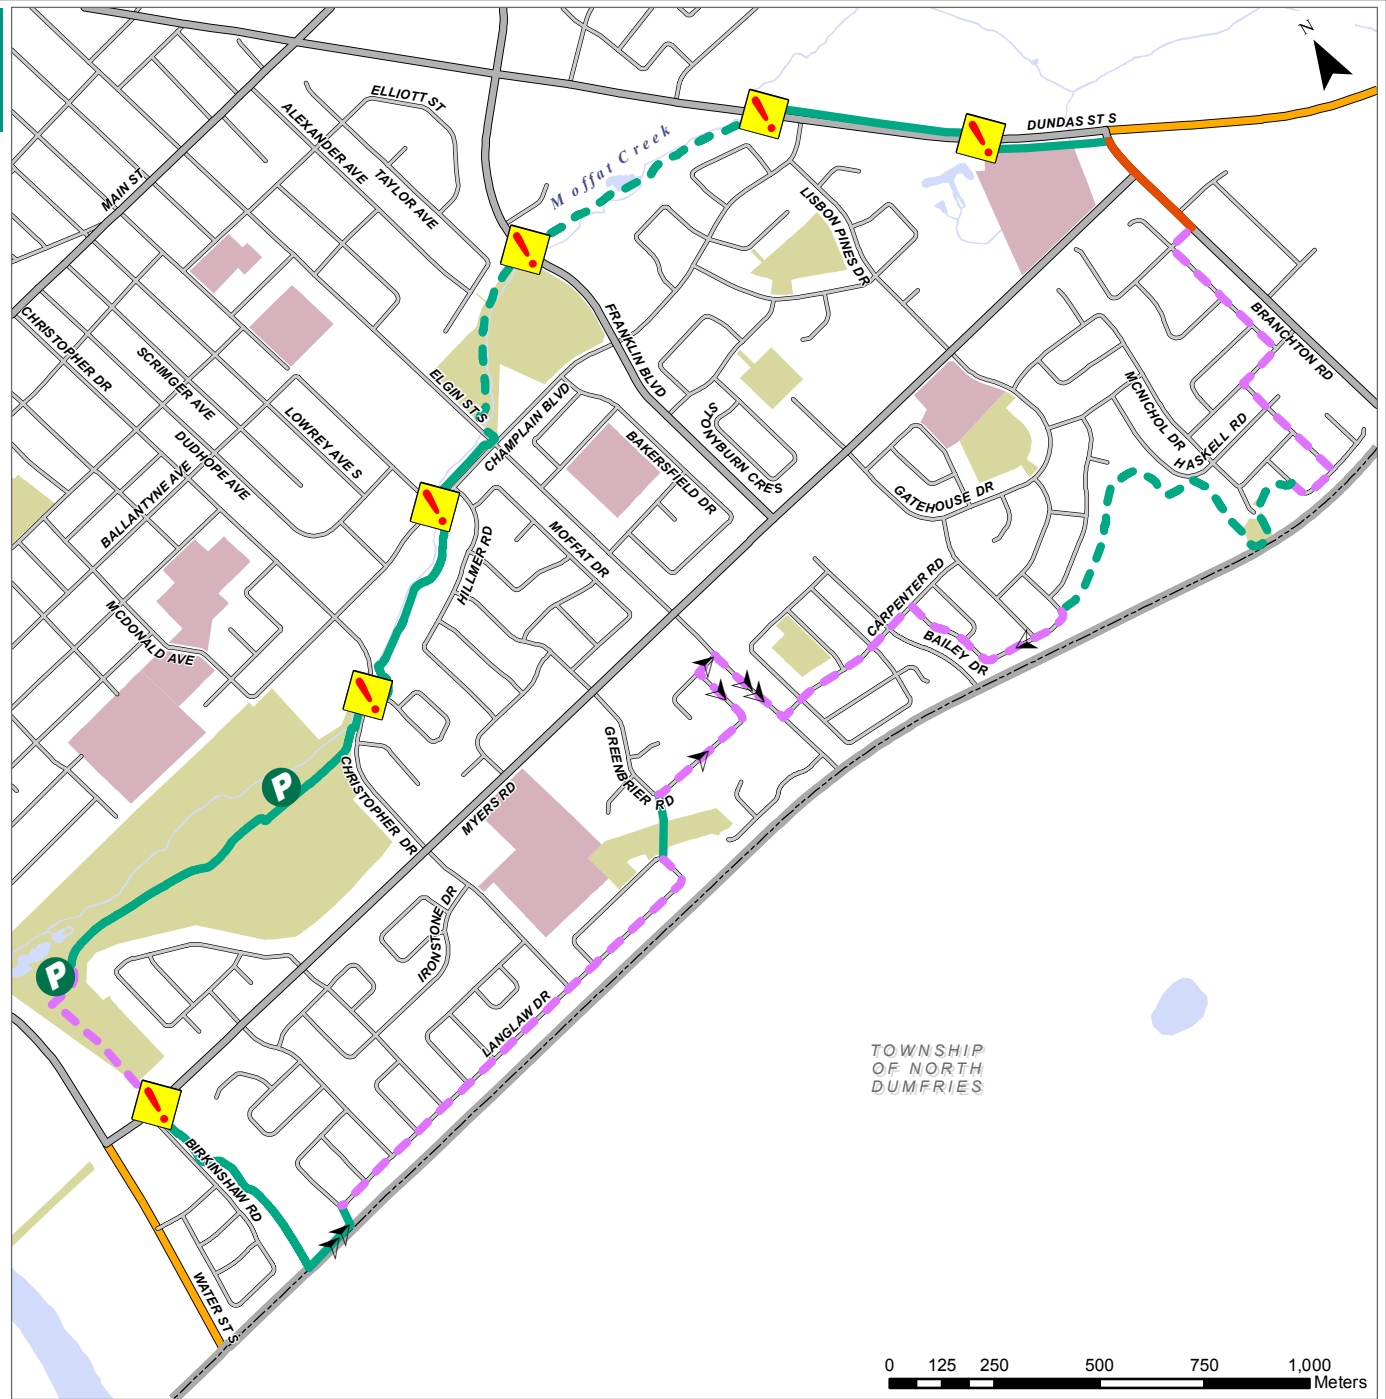 N
ELLIOTT ST
ALEXANDER AVE
TAYLOR AVE
MAIN ST
Moffat Creek
DUNDAS ST S
LISBON PINES DR
CHRISTOPHER DR
SCRIMGER AVE
LOWREY AVE S
DUDHOPE AVE
BALLANTYNE AVE
ELGIN ST S
CHAMPLAIN BLVD
FRANKLIN BLVD
STONYBURN CRES
BAKERSFIELD DR
BRANCHTON RD
MCNICHOL DR
HASKELL RD
GATEHOUSE DR
MOFFAT DR
HILLMER RD
MCDONALD AVE
CARPENTER RD
BAILEY DR
P
GREENBRIER RD
CHRISTOPHER DR
MYERS RD
IRONSTONE DR
P
LANGLAW DR
TOWNSHIP
OF NORTH
DUMFRIES
BIRKINSHAW RD
WATER ST S
0 125 250 500 750 1,000
Meters